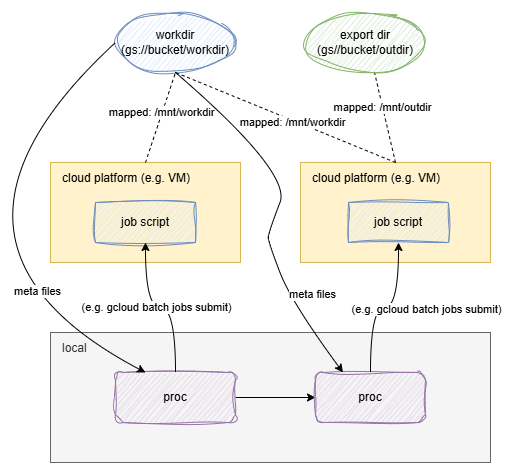 workdir
(gs://bucket/workdir)
export dir
(gs//bucket/outdir)
mapped: /mnt/workdir
mapped: /mnt/outdir
mapped: /mnt/workdir
cloud platform (e.g. VM)
job script
cloud platform (e.g. VM)
job script
meta files
meta files
(e.g. gcloud batch jobs submit)
(e.g. gcloud batch jobs submit)
local
proc
proc